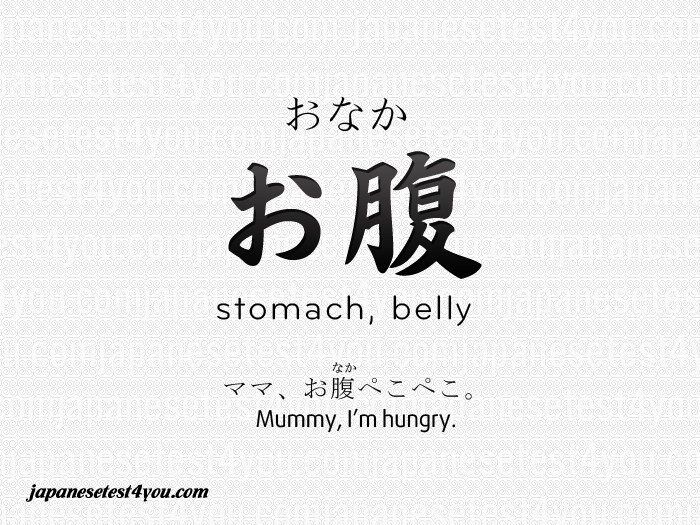 おなか
お腹
stomach, belly
なか
ママ、お腹ぺこぺこ。
Mummy, I'm hungry.
japanesetest4you.com